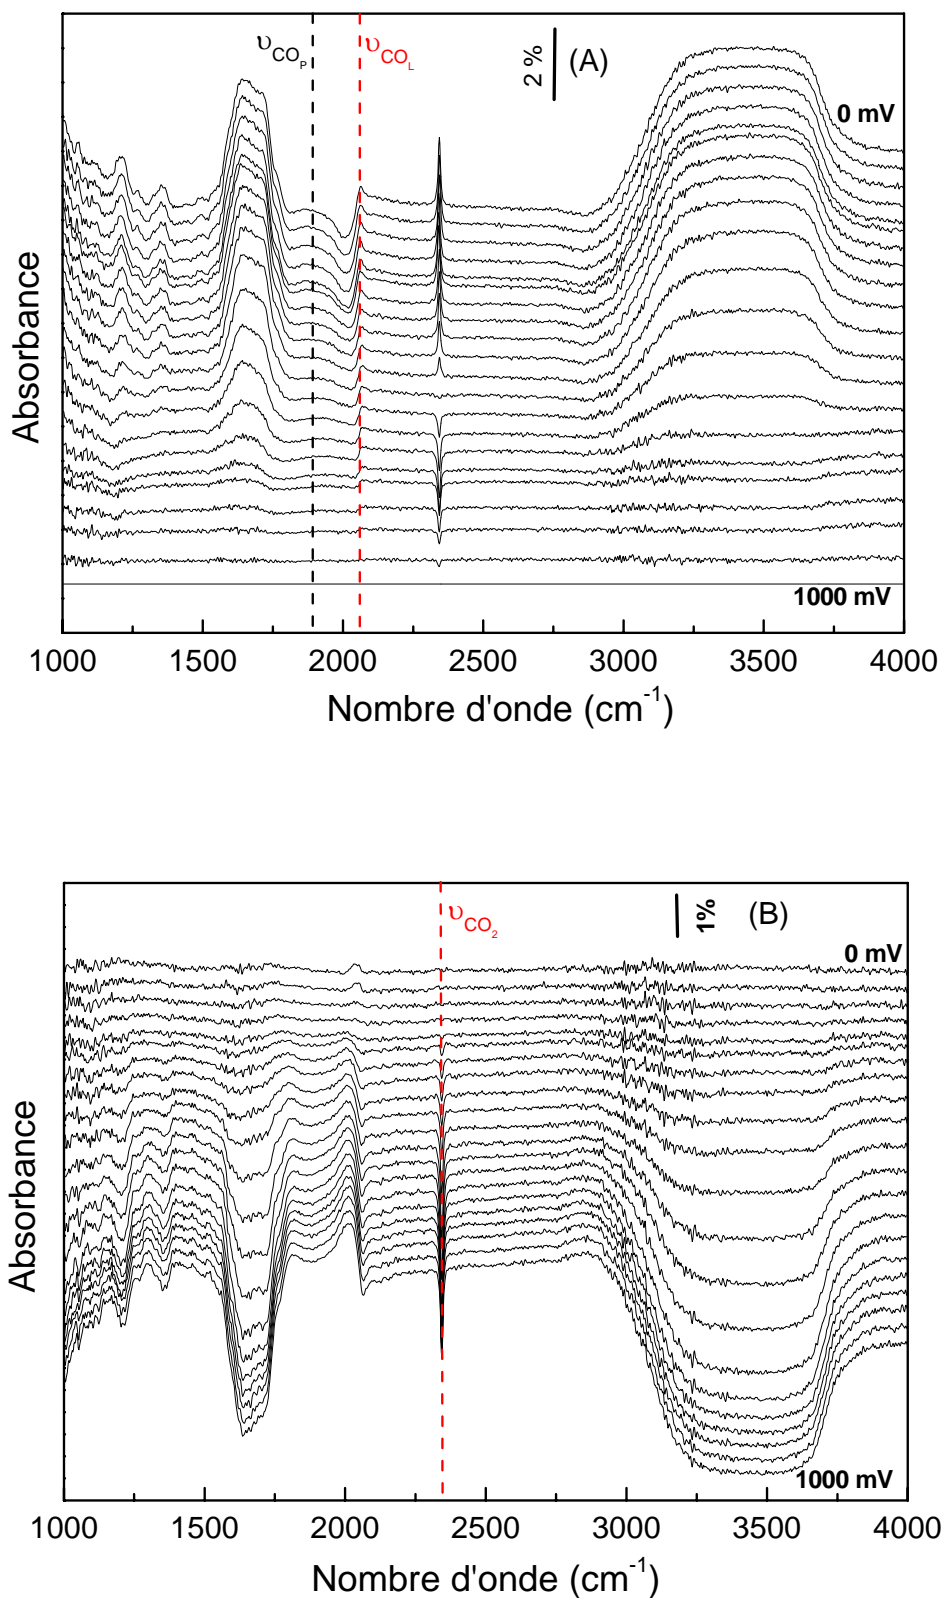 υCOP
υCOL
2 %
(A)
0 mV
Absorbance
1000 mV
1000 1500 2000 2500 3000 3500 4000
Nombre d'onde (cm-1)
υCO2
1%
(B)
0 mV
Absorbance
1000 mV
1000 1500 2000 2500 3000 3500 4000
Nombre d'onde (cm-1)